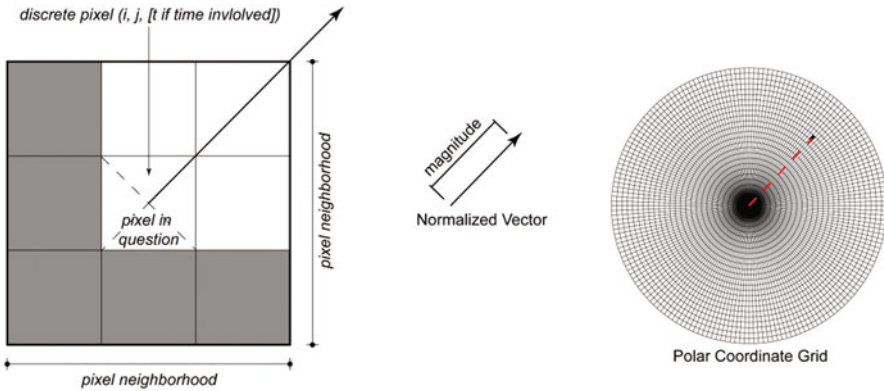 discrete pixel (i, j, [t if time invlolved])
pixel in
question
pixel neighborhood
pixel neighborhood
magnitude
Normalized Vector
Polar Coordinate Grid